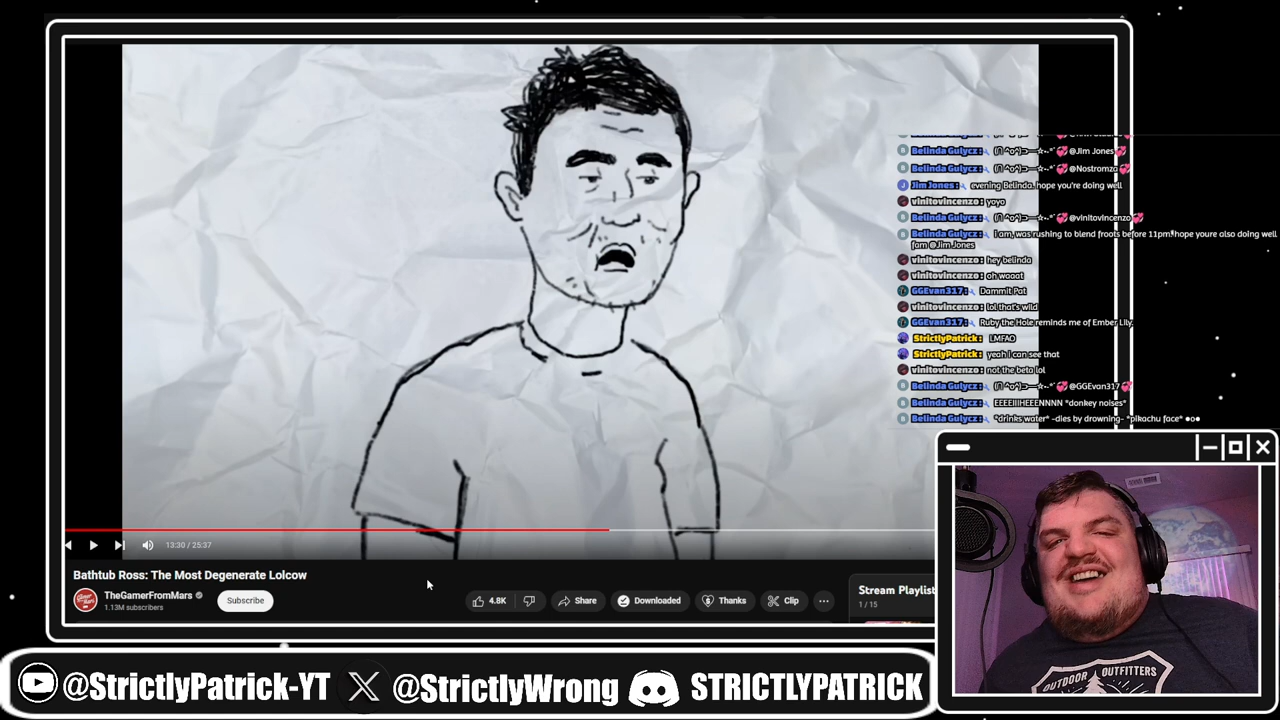 Belinda Gulycz: @Jim Jones
Belinda Gulycz: @Nostromza
Jim Jones: evening Belinda, hope you're doing well
vinitovincenzo: yoyo
Belinda Gulycz: @vinitovincenzo
Belinda Gulycz: i am, was rushing to blend froots before 11pm. hope youre also doing well
fam @Jim Jones
vinitovincenzo: hey belinda
vinitovincenzo: oh waaat
GGEvan317: Dammit Pat
vinitovincenzo: lol that's wild
GGEvan317: Ruby the Hole reminds me of Ember Lily.
StrictlyPatrick: LMFAO
StrictlyPatrick: yeah I can see that
vinitovincenzo: not the beta lol
Belinda Gulycz: @GGEvan317
Belinda Gulycz: EEEEIIIHEEENNNN *donkey noises*
Belinda Gulycz: *drinks water* -dies by drowning- *pikachu face* •o•
13:30 / 25:37
Bathtub Ross: The Most Degenerate Lolcow
TheGamerFromMars
1.13M subscribers
Subscribe
4.8K
Share
Downloaded
Thanks
Clip
Stream Playlist
1 / 15
OUTDOOR OUTFITTERS
@StrictlyPatrick-YT
@StrictlyWrong
STRICTLYPATRICK